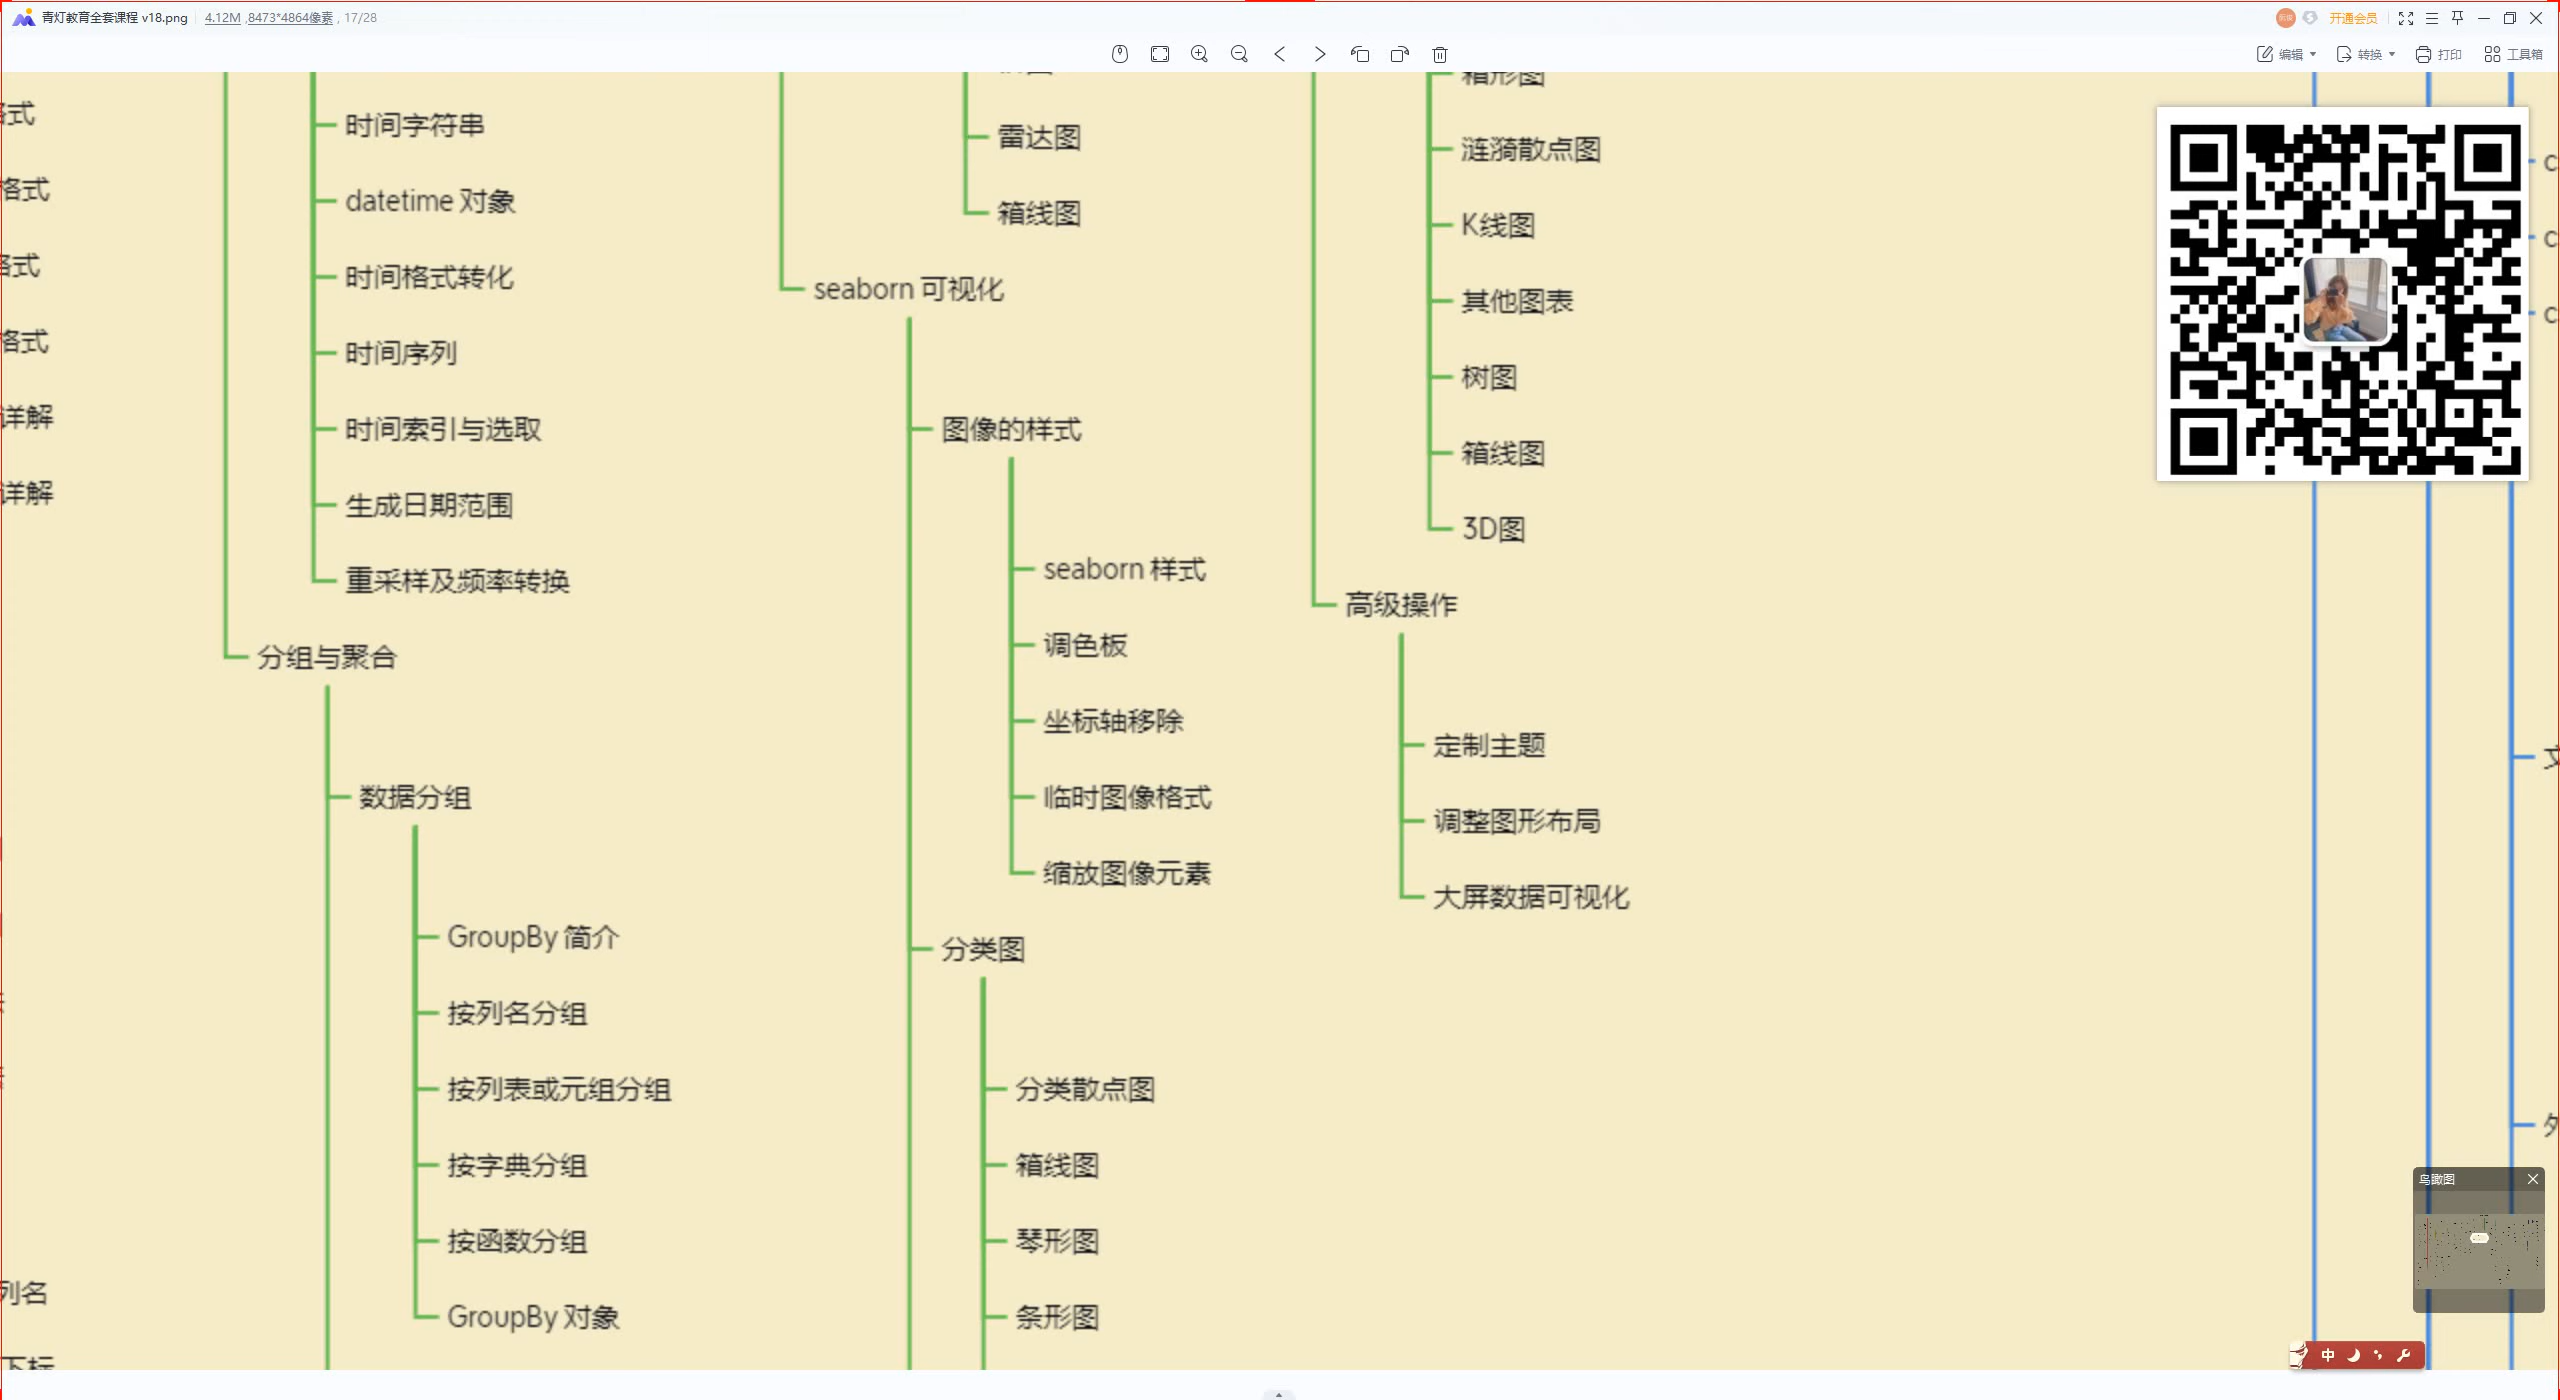 青灯教育全套课程 v18.png
4.12M ,8473*4864像素 , 17/28
开通会员
编辑
转换
打印
工具箱
格式
格式
格式
详解
详解
列名
下标
时间字符串
datetime 对象
时间格式转化
时间序列
时间索引与选取
生成日期范围
重采样及频率转换
分组与聚合
数据分组
GroupBy 简介
按列名分组
按列表或元组分组
按字典分组
按函数分组
GroupBy 对象
雷达图
箱线图
seaborn 可视化
图像的样式
seaborn 样式
调色板
坐标轴移除
临时图像格式
缩放图像元素
分类图
分类散点图
箱线图
琴形图
条形图
箱形图
涟漪散点图
K线图
其他图表
树图
箱线图
3D图
高级操作
定制主题
调整图形布局
大屏数据可视化
鸟瞰图
中